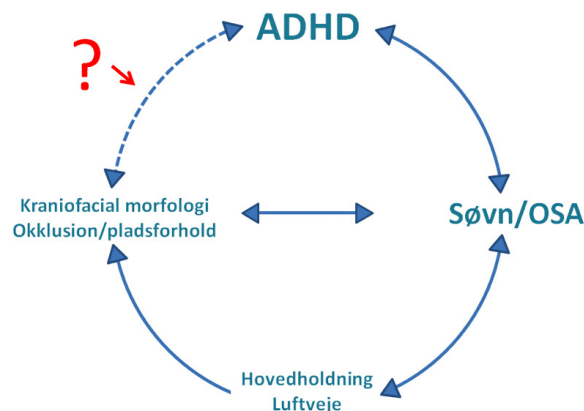 ADHD
?
Kraniofacial morfologi
Okklusion/pladsforhold
Søvn/OSA
Hovedholdning
Luftveje